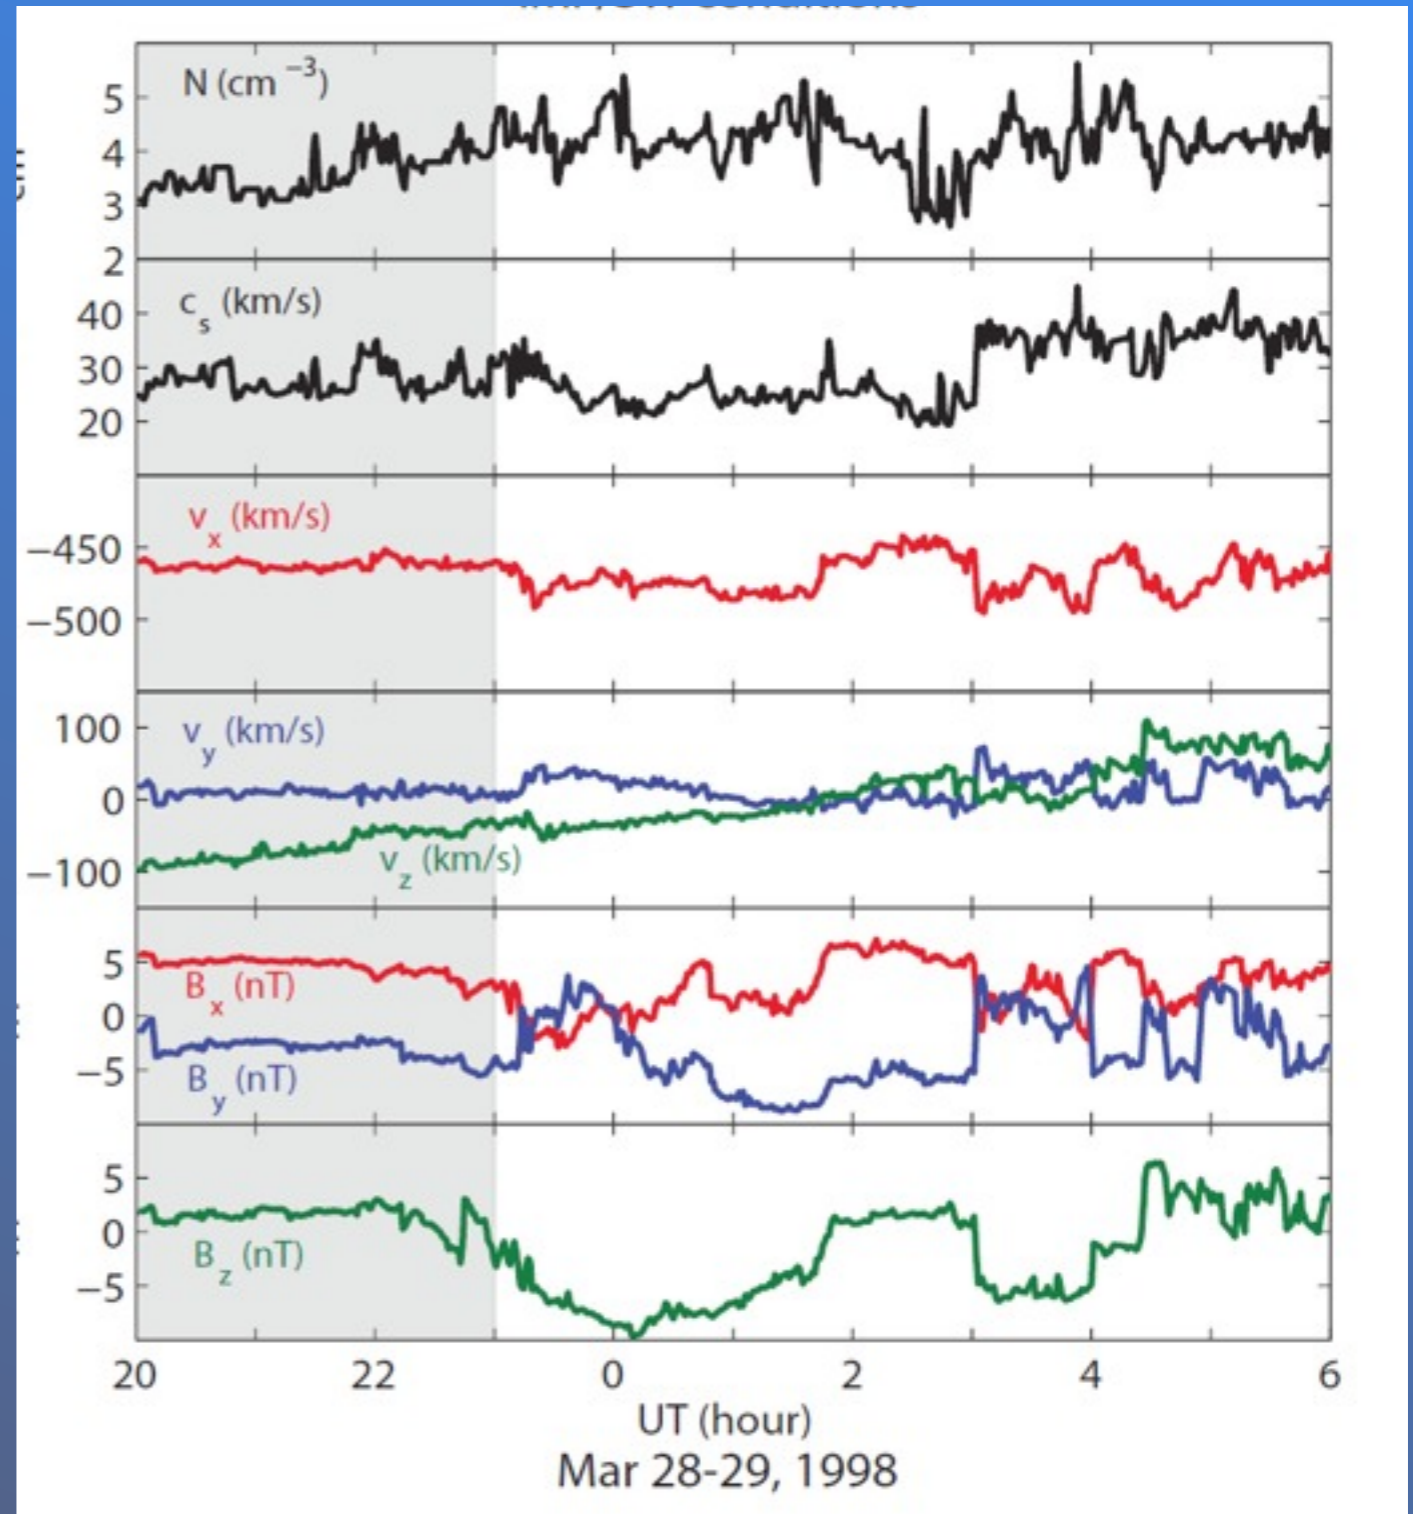 N (cm⁻³)
5
4
3
2
c_s (km/s)
40
30
20
v_x (km/s)
−450
−500
v_y (km/s)
100
0
−100
v_z (km/s)
5
B_x (nT)
0
−5
B_y (nT)
5
0
B_z (nT)
−5
20 22 0 2 4 6
UT (hour)
Mar 28-29, 1998